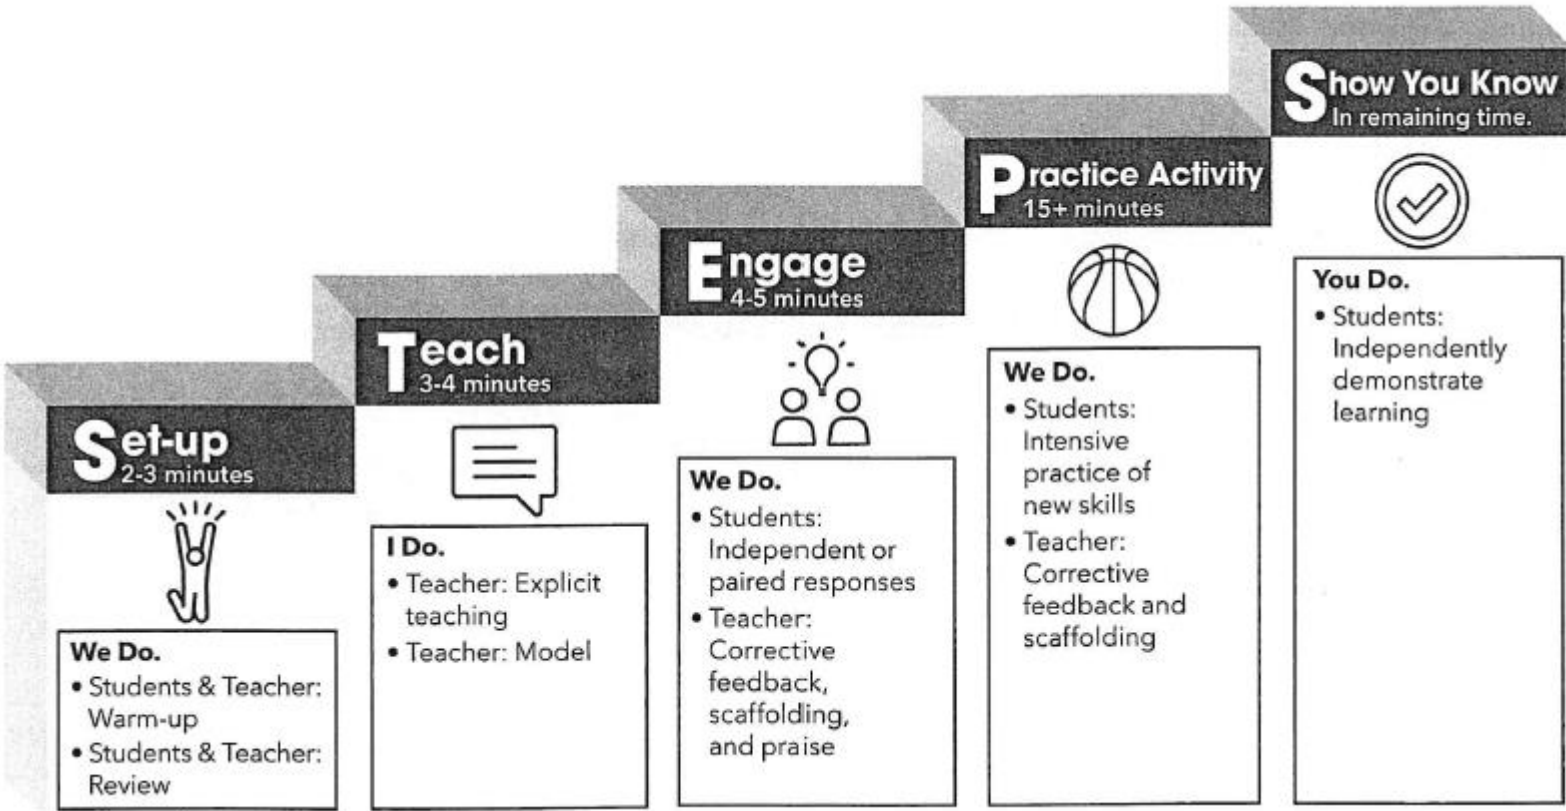 Set-up
2-3 minutes
We Do.
• Students & Teacher:
Warm-up
• Students & Teacher:
Review
Teach
3-4 minutes
I Do.
• Teacher: Explicit
teaching
• Teacher: Model
Engage
4-5 minutes
We Do.
• Students:
Independent or
paired responses
• Teacher:
Corrective
feedback,
scaffolding,
and praise
Practice Activity
15+ minutes
We Do.
• Students:
Intensive
practice of
new skills
• Teacher:
Corrective
feedback and
scaffolding
Show You Know
In remaining time.
You Do.
• Students:
Independently
demonstrate
learning